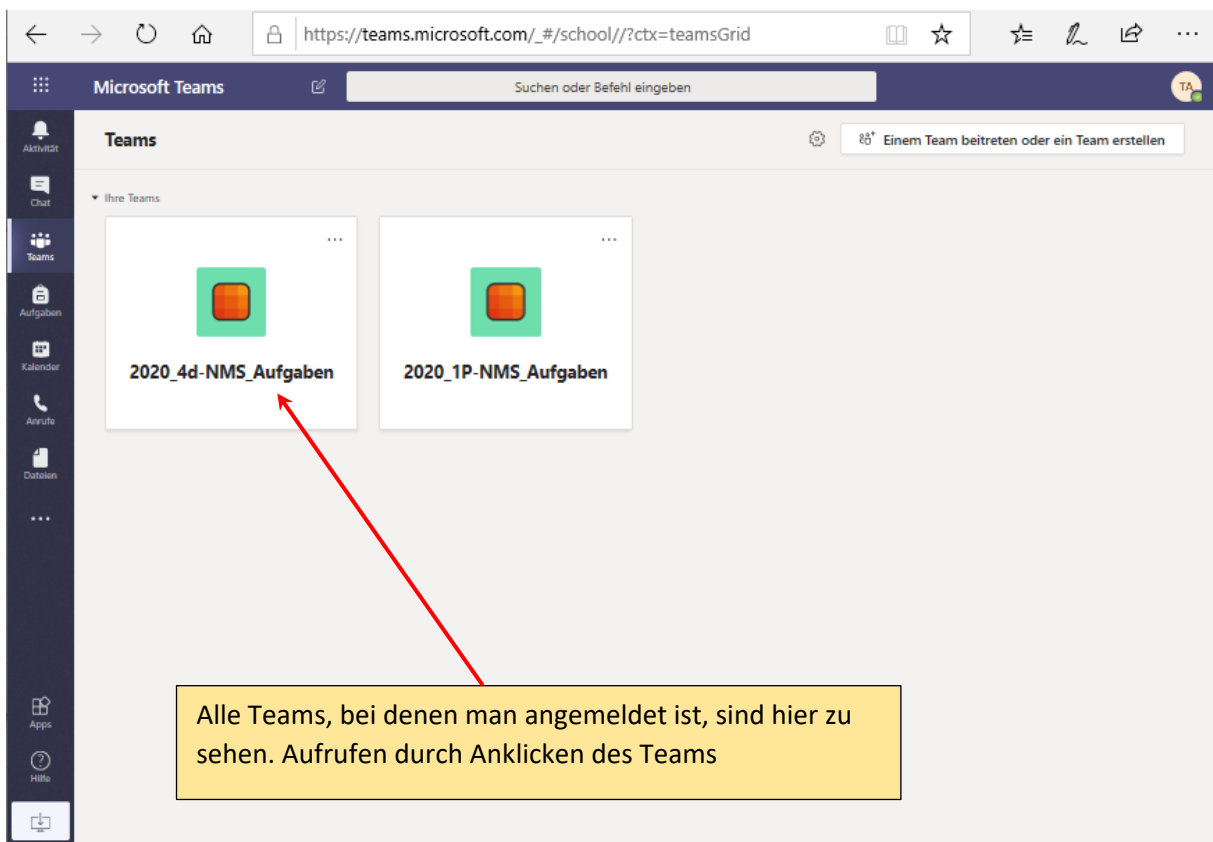 https://teams.microsoft.com/_#/school//?ctx=teamsGrid
Microsoft Teams
Suchen oder Befehl eingeben
TA
Aktivität
Teams
Einem Team beitreten oder ein Team erstellen
Chat
Ihre Teams
Teams
Aufgaben
Kalender
2020_4d-NMS_Aufgaben
2020_1P-NMS_Aufgaben
Anrufe
Dateien
Apps
Hilfe
Alle Teams, bei denen man angemeldet ist, sind hier zu
sehen. Aufrufen durch Anklicken des Teams